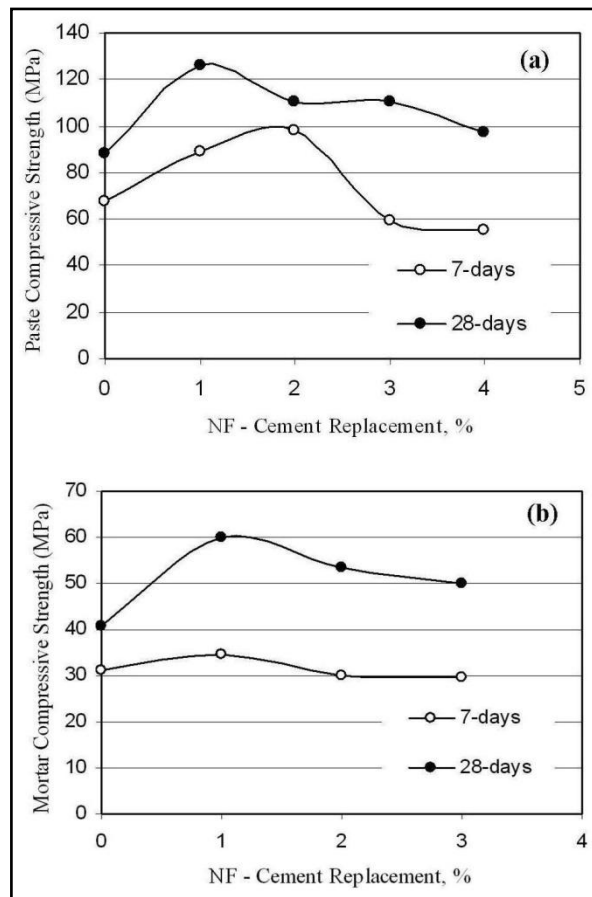 (a)
Paste Compressive Strength (MPa)
140
120
100
80
60
40
20
0
7-days
28-days
0 1 2 3 4 5
NF - Cement Replacement, %
(b)
Mortar Compressive Strength (MPa)
70
60
50
40
30
20
10
0
7-days
28-days
0 1 2 3 4
NF - Cement Replacement, %